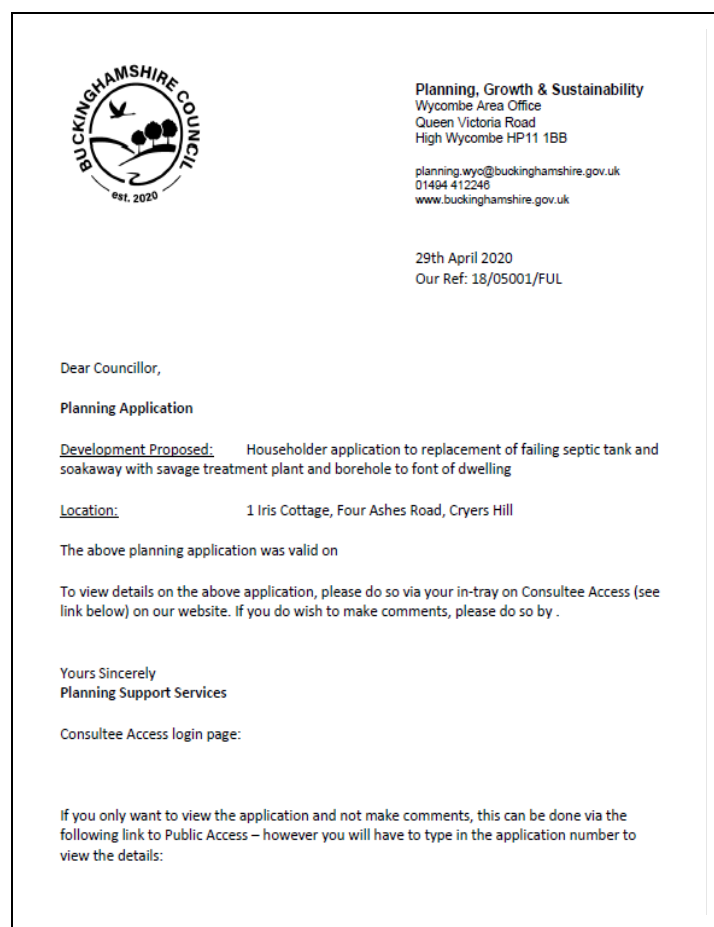 BUCKINGHAMSHIRE COUNCIL
est. 2020
Planning, Growth & Sustainability
Wycombe Area Office
Queen Victoria Road
High Wycombe HP11 1BB
planning.wyc@buckinghamshire.gov.uk
01494 412246
www.buckinghamshire.gov.uk
29th April 2020
Our Ref: 18/05001/FUL
Dear Councillor,
Planning Application
Development Proposed: Householder application to replacement of failing septic tank and
soakaway with savage treatment plant and borehole to font of dwelling
Location: 1 Iris Cottage, Four Ashes Road, Cryers Hill
The above planning application was valid on
To view details on the above application, please do so via your in-tray on Consultee Access (see
link below) on our website. If you do wish to make comments, please do so by .
Yours Sincerely
Planning Support Services
Consultee Access login page:
If you only want to view the application and not make comments, this can be done via the
following link to Public Access – however you will have to type in the application number to
view the details: